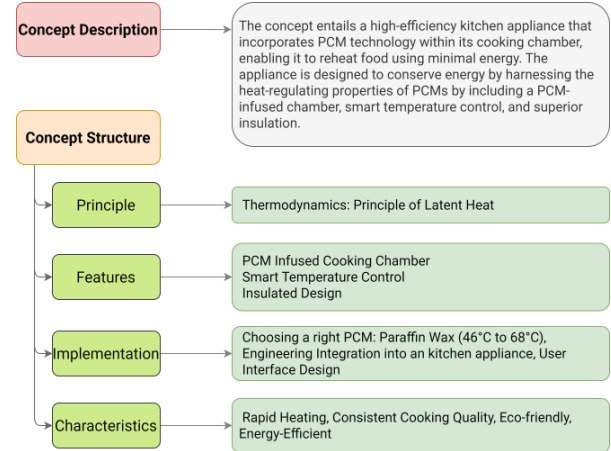 Concept Description
The concept entails a high-efficiency kitchen appliance that
incorporates PCM technology within its cooking chamber,
enabling it to reheat food using minimal energy. The
appliance is designed to conserve energy by harnessing the
heat-regulating properties of PCMs by including a PCM-
infused chamber, smart temperature control, and superior
insulation.
Concept Structure
Principle
Thermodynamics: Principle of Latent Heat
Features
PCM Infused Cooking Chamber
Smart Temperature Control
Insulated Design
Implementation
Choosing a right PCM: Paraffin Wax (46°C to 68°C),
Engineering Integration into an kitchen appliance, User
Interface Design
Characteristics
Rapid Heating, Consistent Cooking Quality, Eco-friendly,
Energy-Efficient